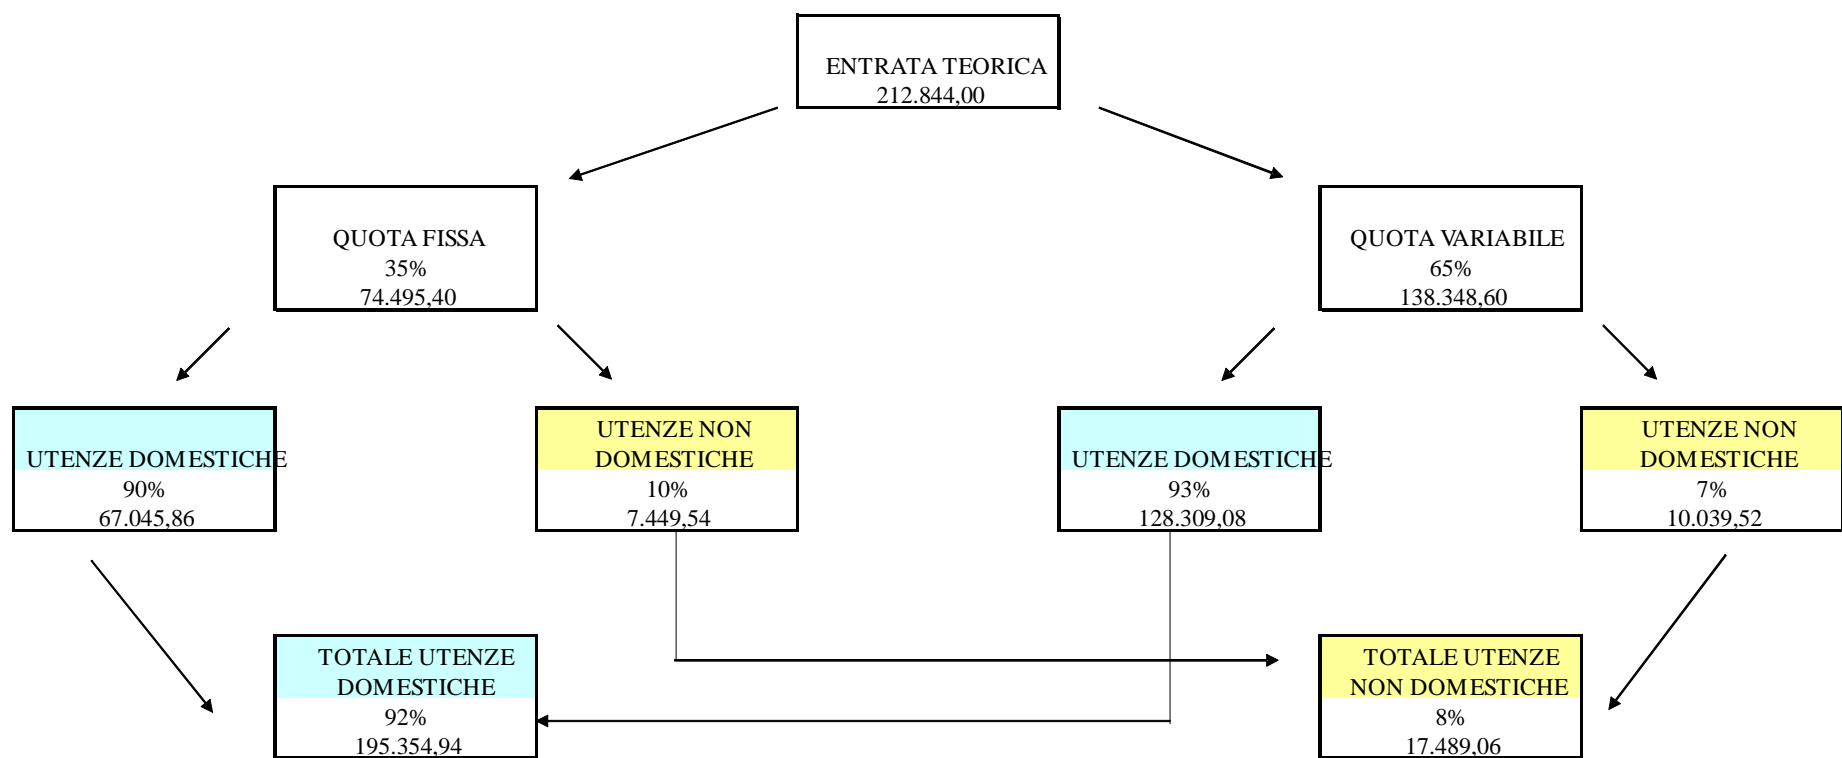 ENTRATA TEORICA
212.844,00
QUOTA FISSA
35%
74.495,40
QUOTA VARIABILE
65%
138.348,60
UTENZE DOMESTICHE
90%
67.045,86
UTENZE NON
DOMESTICHE
10%
7.449,54
UTENZE DOMESTICHE
93%
128.309,08
UTENZE NON
DOMESTICHE
7%
10.039,52
TOTALE UTENZE
DOMESTICHE
92%
195.354,94
TOTALE UTENZE
NON DOMESTICHE
8%
17.489,06